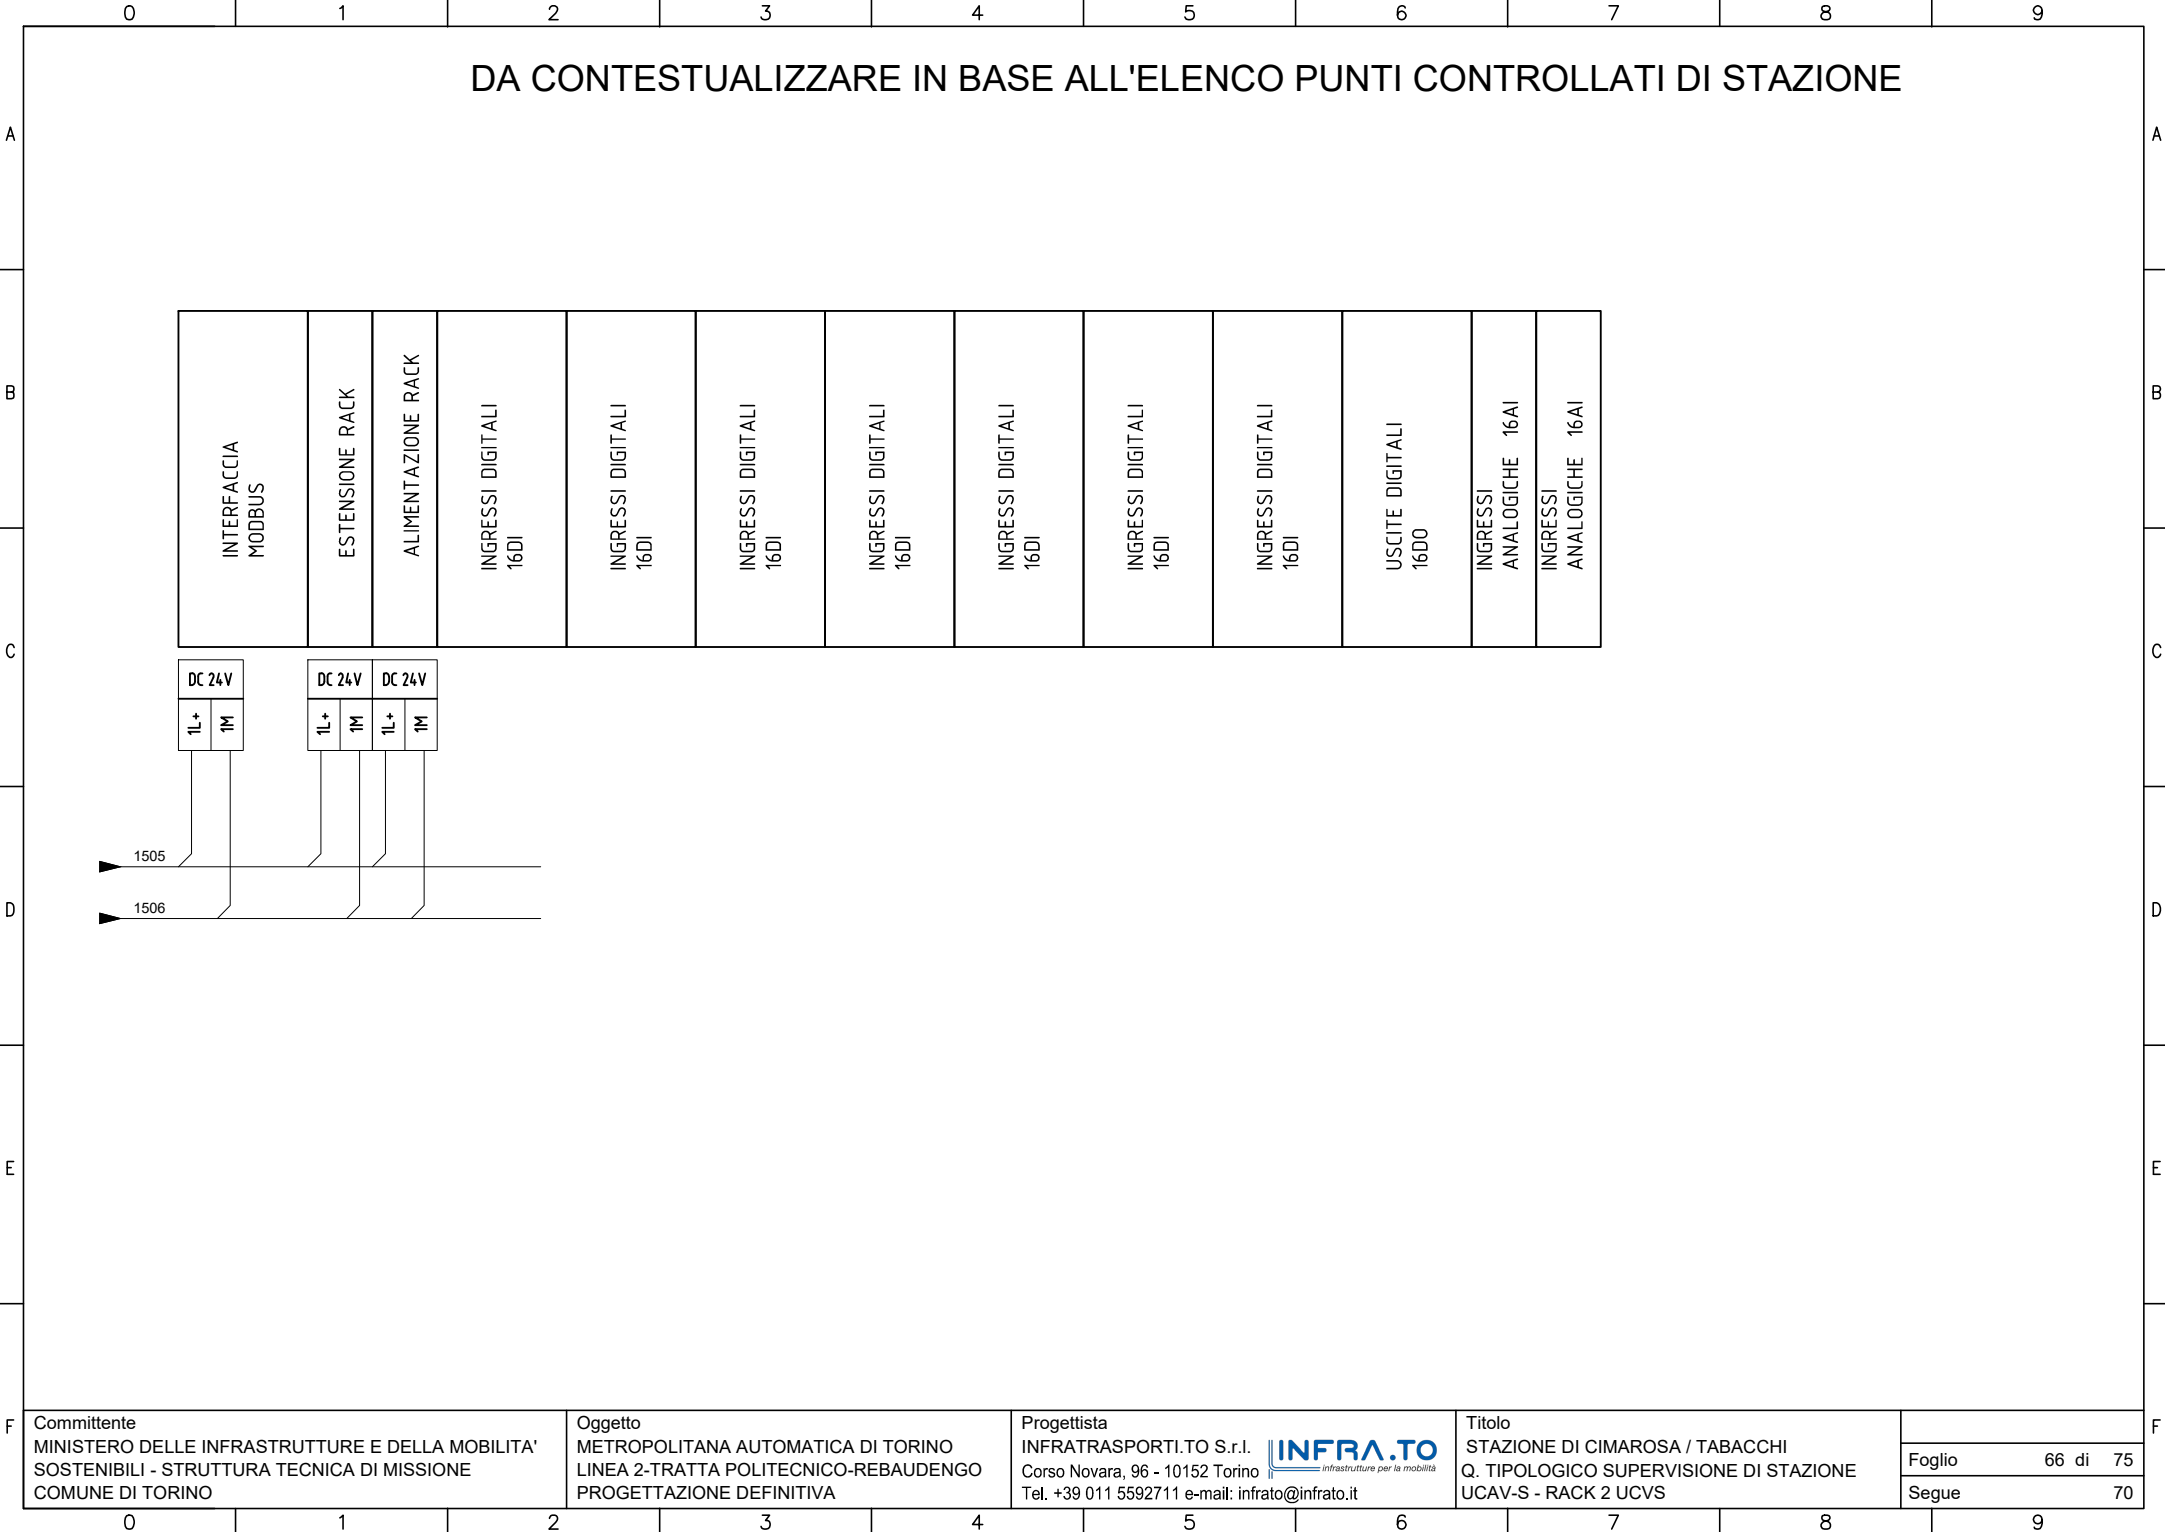 0 1 2 3 4 5 6 7 8 9
DA CONTESTUALIZZARE IN BASE ALL'ELENCO PUNTI CONTROLLATI DI STAZIONE
A A
B B
INTERFACCIA
MODBUS
ESTENSIONE RACK
ALIMENTAZIONE RACK
INGRESSI DIGITALI
16DI
INGRESSI DIGITALI
16DI
INGRESSI DIGITALI
16DI
INGRESSI DIGITALI
16DI
INGRESSI DIGITALI
16DI
INGRESSI DIGITALI
16DI
INGRESSI DIGITALI
16DI
USCITE DIGITALI
16DO
INGRESSI
ANALOGICHE 16AI
INGRESSI
ANALOGICHE 16AI
C C
DC 24V DC 24V DC 24V
1L+ 1M 1L+ 1M 1L+ 1M
1505
1506
D D
E E
F F
Committente
MINISTERO DELLE INFRASTRUTTURE E DELLA MOBILITA'
SOSTENIBILI - STRUTTURA TECNICA DI MISSIONE
COMUNE DI TORINO
Oggetto
METROPOLITANA AUTOMATICA DI TORINO
LINEA 2-TRATTA POLITECNICO-REBAUDENGO
PROGETTAZIONE DEFINITIVA
Progettista
INFRATRASPORTI.TO S.r.l.
Corso Novara, 96 - 10152 Torino
Tel. +39 011 5592711 e-mail: infrato@infrato.it
INFRA.TO
infrastrutture per la mobilità
Titolo
STAZIONE DI CIMAROSA / TABACCHI
Q. TIPOLOGICO SUPERVISIONE DI STAZIONE
UCAV-S - RACK 2 UCVS
Foglio 66 di 75
Segue 70
0 1 2 3 4 5 6 7 8 9